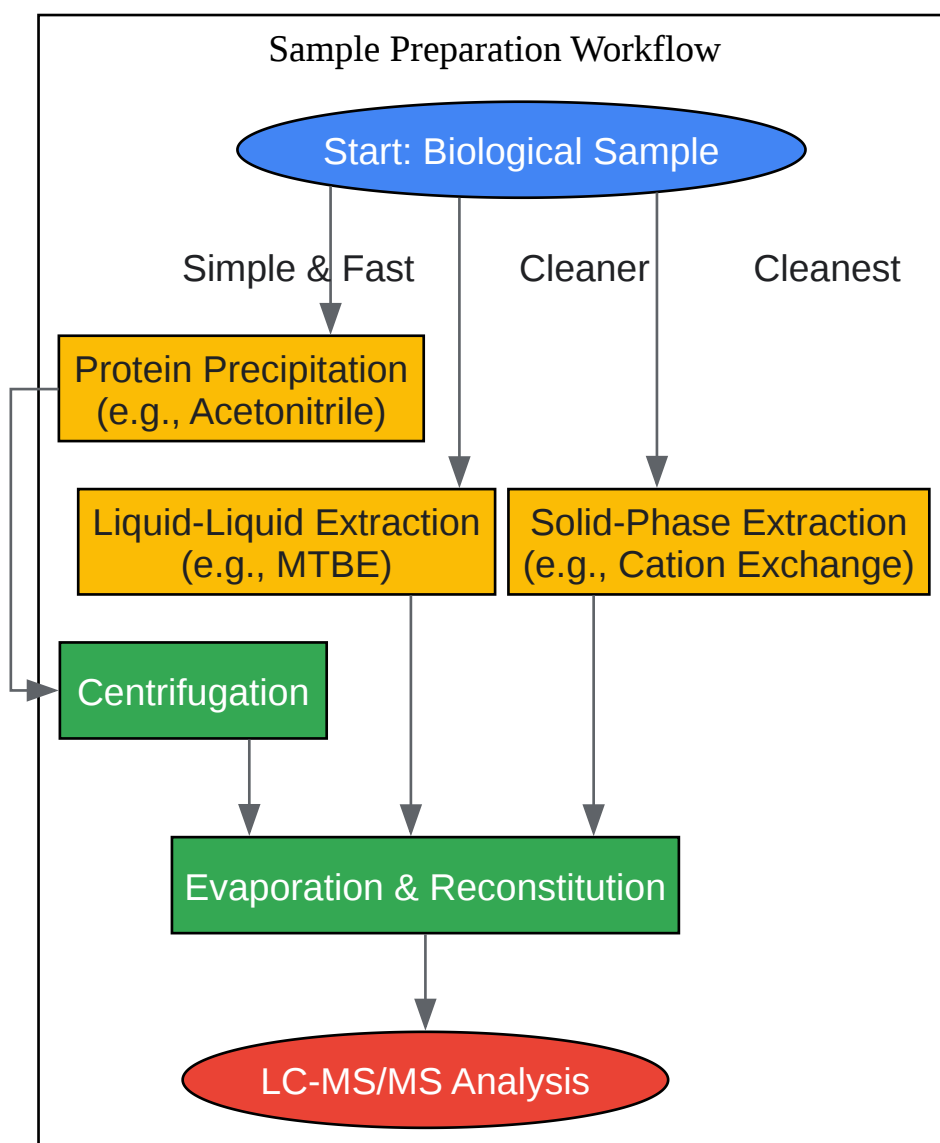 Sample Preparation Workflow
Start: Biological Sample
Simple & Fast
Cleaner
Cleanest
Protein Precipitation
(e.g., Acetonitrile)
Liquid-Liquid Extraction
(e.g., MTBE)
Solid-Phase Extraction
(e.g., Cation Exchange)
Centrifugation
Evaporation & Reconstitution
LC-MS/MS Analysis